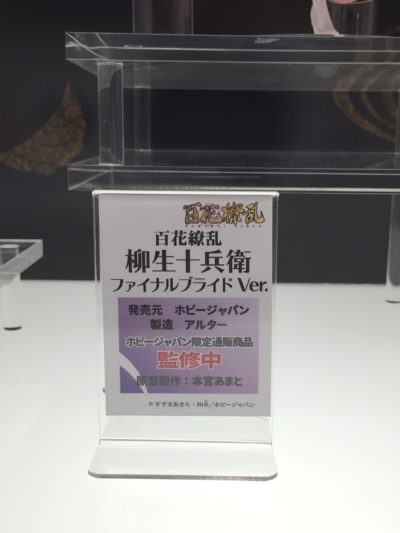 百花繚乱
SAMURAI GIRLS
百花繚乱
柳生十兵衛
ファイナルブライド Ver.
発売元 ホビージャパン
製造 アルター
ホビージャパン限定通販商品
監修中
原型製作：本宮あまと
© すずきあきら・Niθ／ホビージャパン